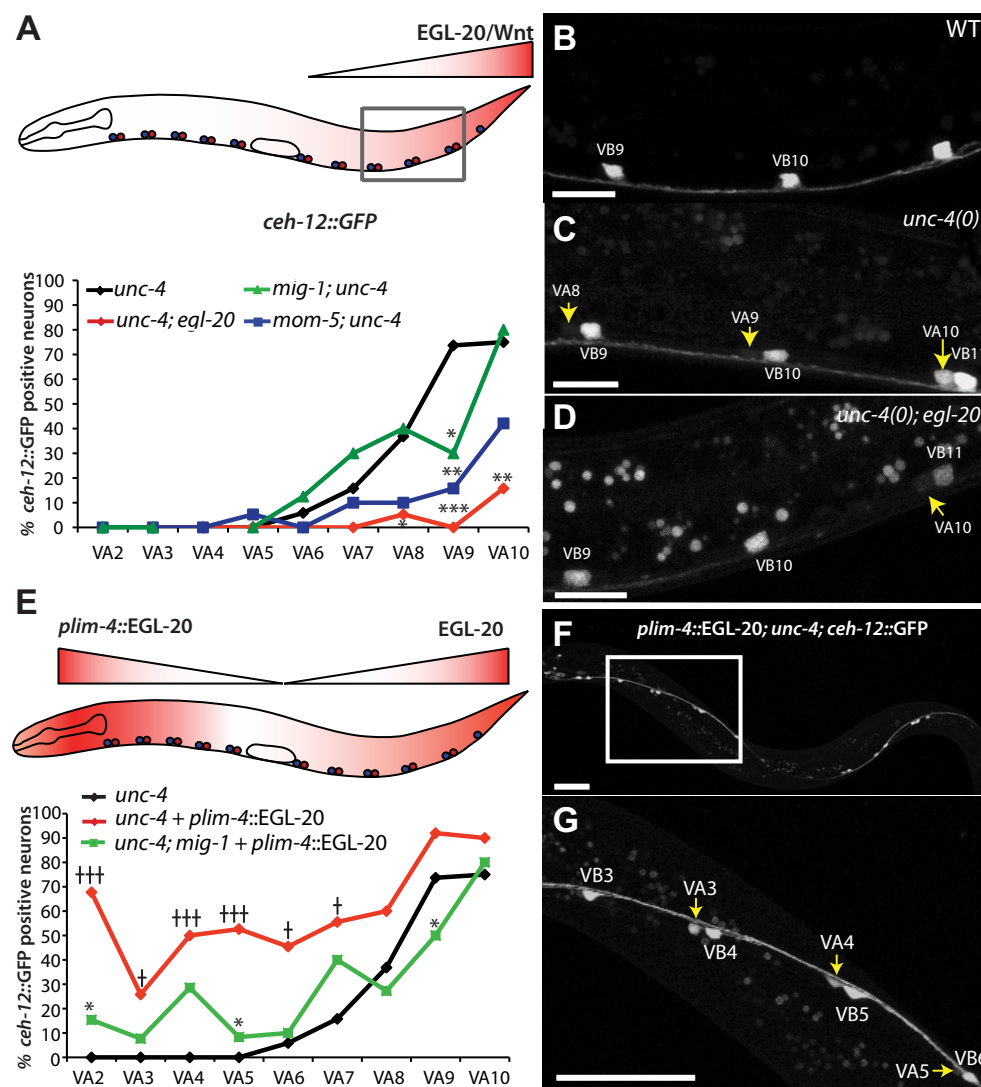 A
EGL-20/Wnt
ceh-12::GFP
% ceh-12::GFP positive neurons
100
90
80
70
60
50
40
30
20
10
0
unc-4
mig-1; unc-4
unc-4; egl-20
mom-5; unc-4
*
**
***
*
**
VA2 VA3 VA4 VA5 VA6 VA7 VA8 VA9 VA10
B
WT
VB9
VB10
C
unc-4(0)
VA8
VB9
VA9
VB10
VA10
VB11
D
unc-4(0); egl-20
VB11
VA10
VB10
VB9
E
plim-4::EGL-20
EGL-20
% ceh-12::GFP positive neurons
100
90
80
70
60
50
40
30
20
10
0
unc-4
unc-4 + plim-4::EGL-20
unc-4; mig-1 + plim-4::EGL-20
†††
†
†††
†††
†
†
*
*
*
VA2 VA3 VA4 VA5 VA6 VA7 VA8 VA9 VA10
F
plim-4::EGL-20; unc-4; ceh-12::GFP
G
VB3
VA3
VB4
VA4
VB5
VA5
VB6